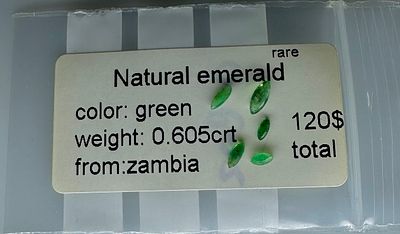 rare
Natural emerald
color: green
weight: 0.605crt
from:zambia
120$
total